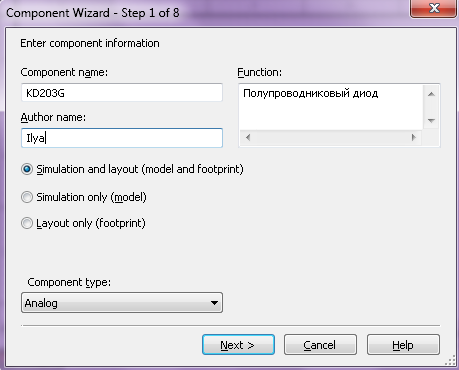 Component Wizard - Step 1 of 8
Enter component information
Component name:
KD203G
Function:
Полупроводниковый диод
Author name:
Ilya
Simulation and layout (model and footprint)
Simulation only (model)
Layout only (footprint)
Component type:
Analog
Next >
Cancel
Help